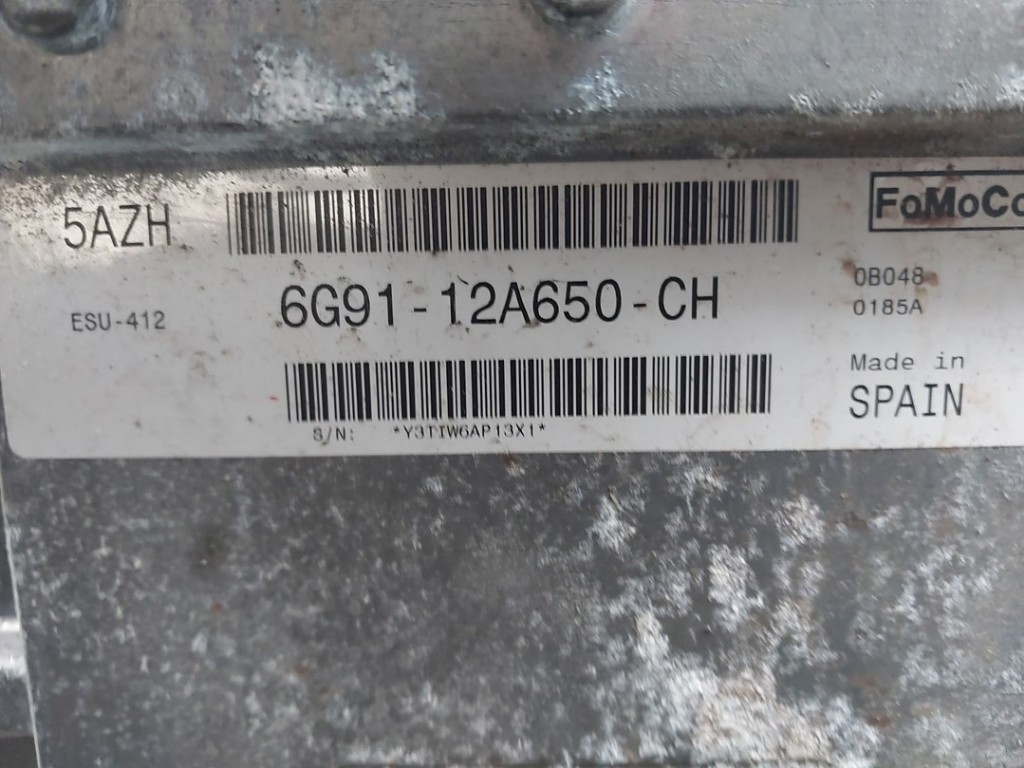 5AZH
FoMoCo
6G91-12A650-CH
ESU-412
0B048
0185A
Made in
SPAIN
S/N: *Y3TIW6AP13X1*